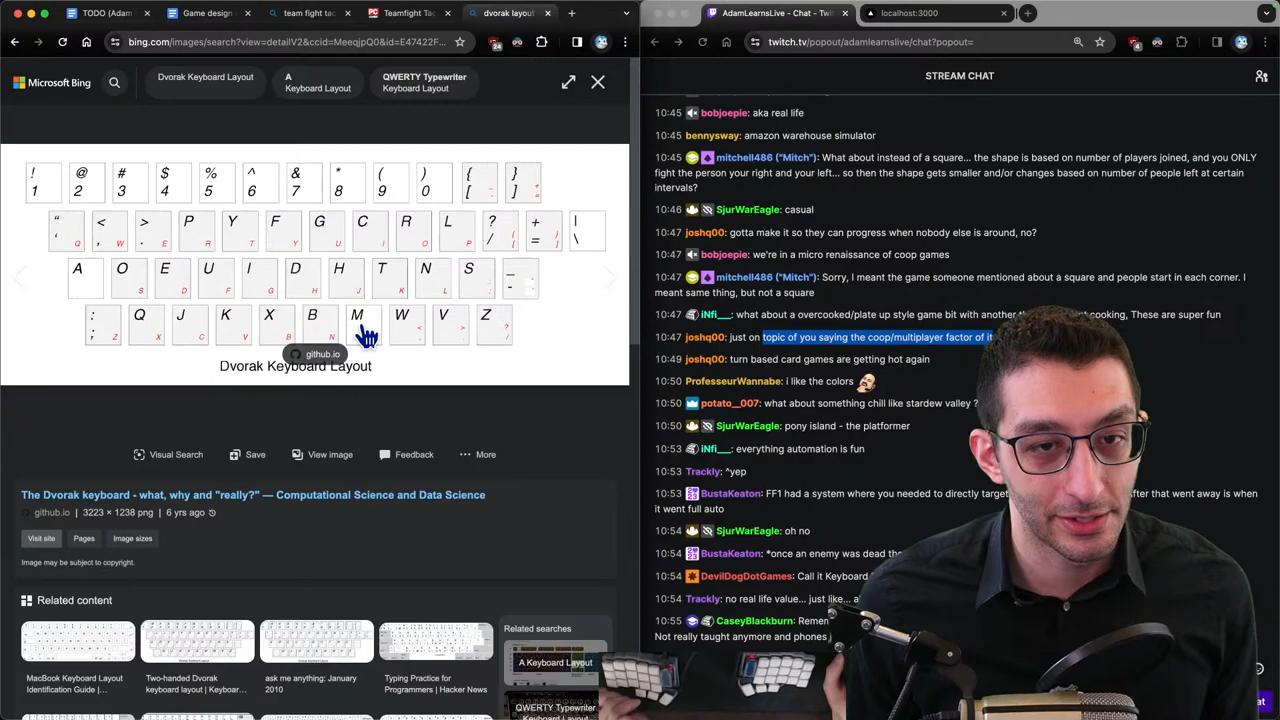 TODO (Adam
Game design
team fight tac
Teamfight Tac
dvorak layout
AdamLearnsLive - Chat - Twi
localhost:3000
bing.com/images/search?view=detailV2&ccid=MeeqjpQ0&id=E47422F...
24
twitch.tv/popout/adamlearnslive/chat?popout=
4
Microsoft Bing
Dvorak Keyboard Layout
A
Keyboard Layout
QWERTY Typewriter
Keyboard Layout
STREAM CHAT
! @ # $ % ^ & * ( ) { }
1 2 3 4 5 6 7 8 9 0 [ ]
“ < > P Y F G C R L ? + |
‘ , . / = \
Q W E R T Y U I O P
A O E U I D H T N S _
-
S D F G H J K L
: Q J K X B M W V Z
;
Z X C V B N < > ? /
github.io
Dvorak Keyboard Layout
Visual Search
Save
View image
Feedback
More
The Dvorak keyboard - what, why and "really?" — Computational Science and Data Science
github.io | 3223 × 1238 png | 6 yrs ago
Visit site
Pages
Image sizes
Image may be subject to copyright.
Related content
Related searches
A Keyboard Layout
QWERTY Typewriter
Keyboard Layout
MacBook Keyboard Layout
Identification Guide |...
Two-handed Dvorak
keyboard layout | Keyboar...
ask me anything: January
2010
Typing Practice for
Programmers | Hacker News
10:45 bobjoepie: aka real life
bennysway: amazon warehouse simulator
10:45 mitchell486 ("Mitch"): What about instead of a square... the shape is based on number of players joined, and you ONLY
fight the person your right and your left... so then the shape gets smaller and/or changes based on number of people left at certain
intervals?
10:46 SjurWarEagle: casual
10:47 joshq00: gotta make it so they can progress when nobody else is around, no?
10:47 bobjoepie: we're in a micro renaissance of coop games
10:47 mitchell486 ("Mitch"): Sorry, I meant the game someone mentioned about a square and people start in each corner. I
meant same thing, but not a square
10:47 iNfi__: what about a overcooked/plate up style game bit with another th These are super fun
10:47 joshq00: just on topic of you saying the coop/multiplayer factor of it
10:49 joshq00: turn based card games are getting hot again
10:50 ProfesseurWannabe: i like the colors
10:50 potato__007: what about something chill like stardew valley ?
10:50 SjurWarEagle: pony island - the platformer
10:53 iNfi__: everything automation is fun
10:53 Trackly: ^yep
10:53 BustaKeaton: FF1 had a system where you needed to directly target fter that went away is when
it went full auto
10:54 SjurWarEagle: oh no
10:54 BustaKeaton: *once an enemy was dead the
10:54 DevilDogDotGames: Call it Keyboard
10:54 Trackly: no real life value... just like... a
10:55 CaseyBlackburn: Remem
Not really taught anymore and phones